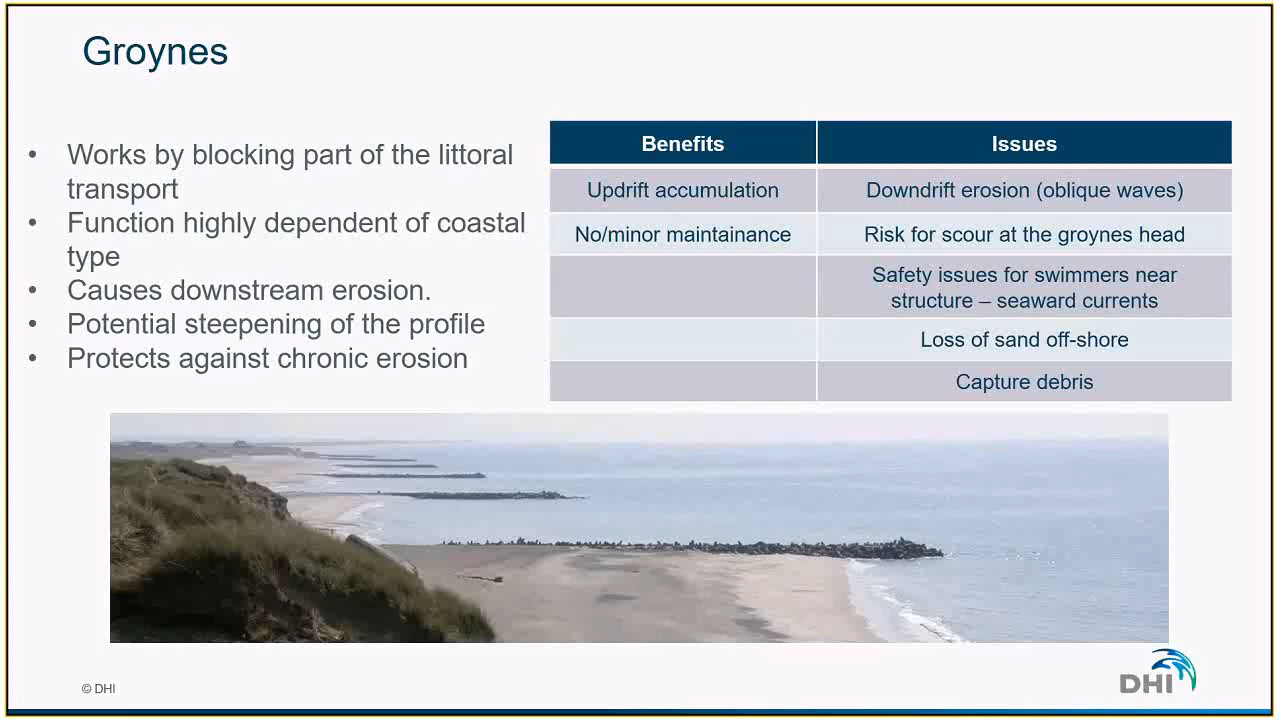 Groynes
• Works by blocking part of the littoral
transport
• Function highly dependent of coastal
type
• Causes downstream erosion.
• Potential steepening of the profile
• Protects against chronic erosion
Benefits Issues
Updrift accumulation Downdrift erosion (oblique waves)
No/minor maintainance Risk for scour at the groynes head
Safety issues for swimmers near
structure – seaward currents
Loss of sand off-shore
Capture debris
© DHI
DHI